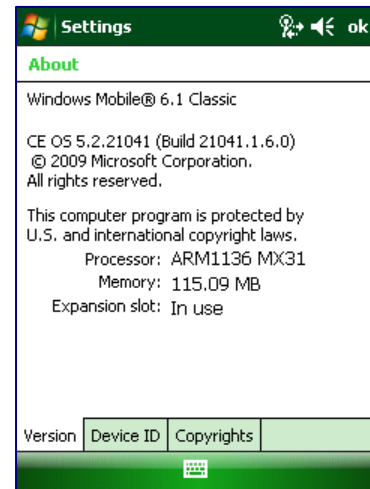 Settings ok
About
Windows Mobile® 6.1 Classic
CE OS 5.2.21041 (Build 21041.1.6.0)
© 2009 Microsoft Corporation.
All rights reserved.
This computer program is protected by
U.S. and international copyright laws.
Processor: ARM1136 MX31
Memory: 115.09 MB
Expansion slot: In use
Version Device ID Copyrights